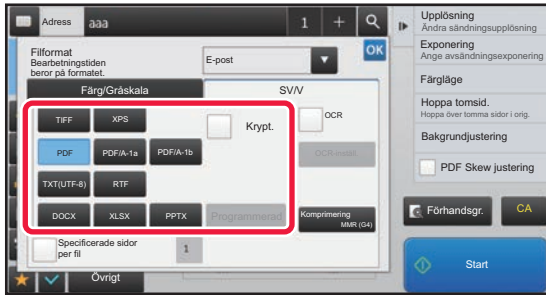 Adress aaa 1 +
Filformat
Bearbetningstiden
beror på formatet.
E-post
OK
Färg/Gråskala
SV/V
TIFF XPS
Krypt.
OCR
PDF PDF/A-1a PDF/A-1b
OCR-inställ.
TXT(UTF-8) RTF
DOCX XLSX PPTX
Programmerad
Komprimering
MMR (G4)
Specificerade sidor
per fil
1
Övrigt
Upplösning
Ändra sändningsupplösning
Exponering
Ange avsändningsexponering
Färgläge
Hoppa tomsid.
Hoppa över tomma sidor i orig.
Bakgrundjustering
PDF Skew justering
Förhandsgr.
CA
Start